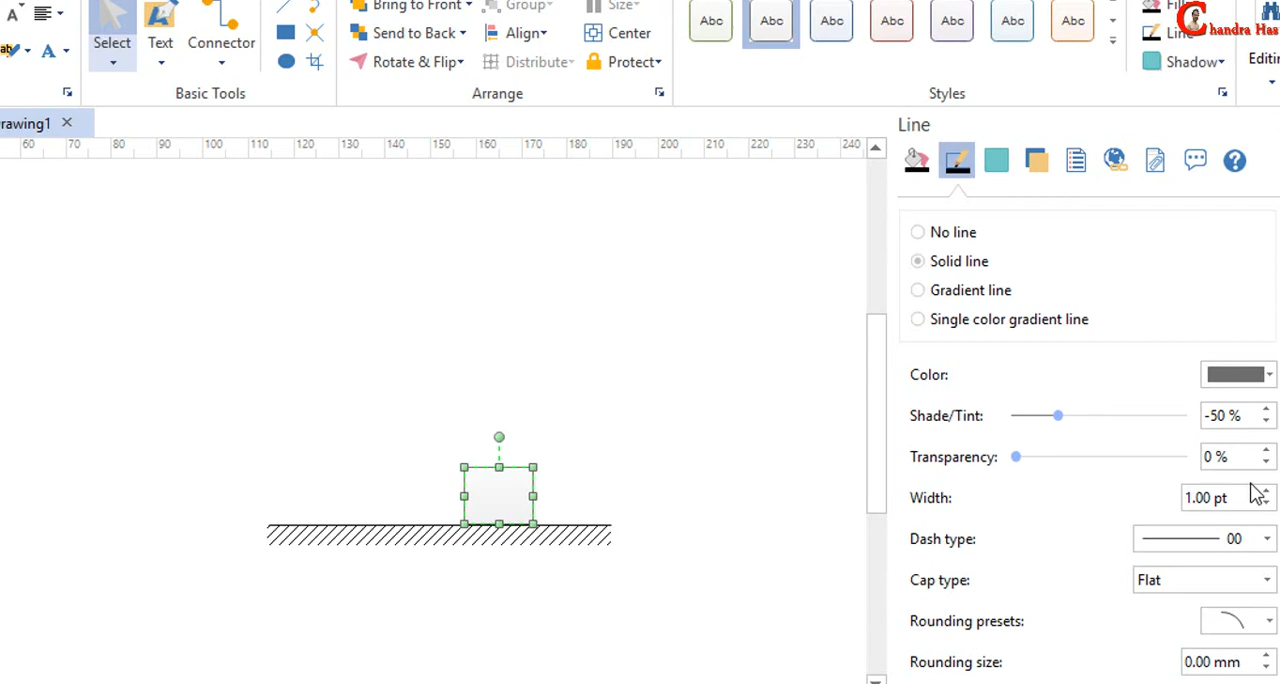 A Bring to Front Group Size
Select Text Connector Send to Back Align Center Abc Abc Abc Abc Abc Abc Abc Line Chandra Has
ab A Rotate & Flip Distribute Protect Shadow Editi
Basic Tools Arrange Styles
rawing1
60 70 80 90 100 110 120 130 140 150 160 170 180 190 200 210 220 230 240
Line
No line
Solid line
Gradient line
Single color gradient line
Color:
Shade/Tint: -50 %
Transparency: 0 %
Width: 1.00 pt
Dash type: 00
Cap type: Flat
Rounding presets:
Rounding size: 0.00 mm